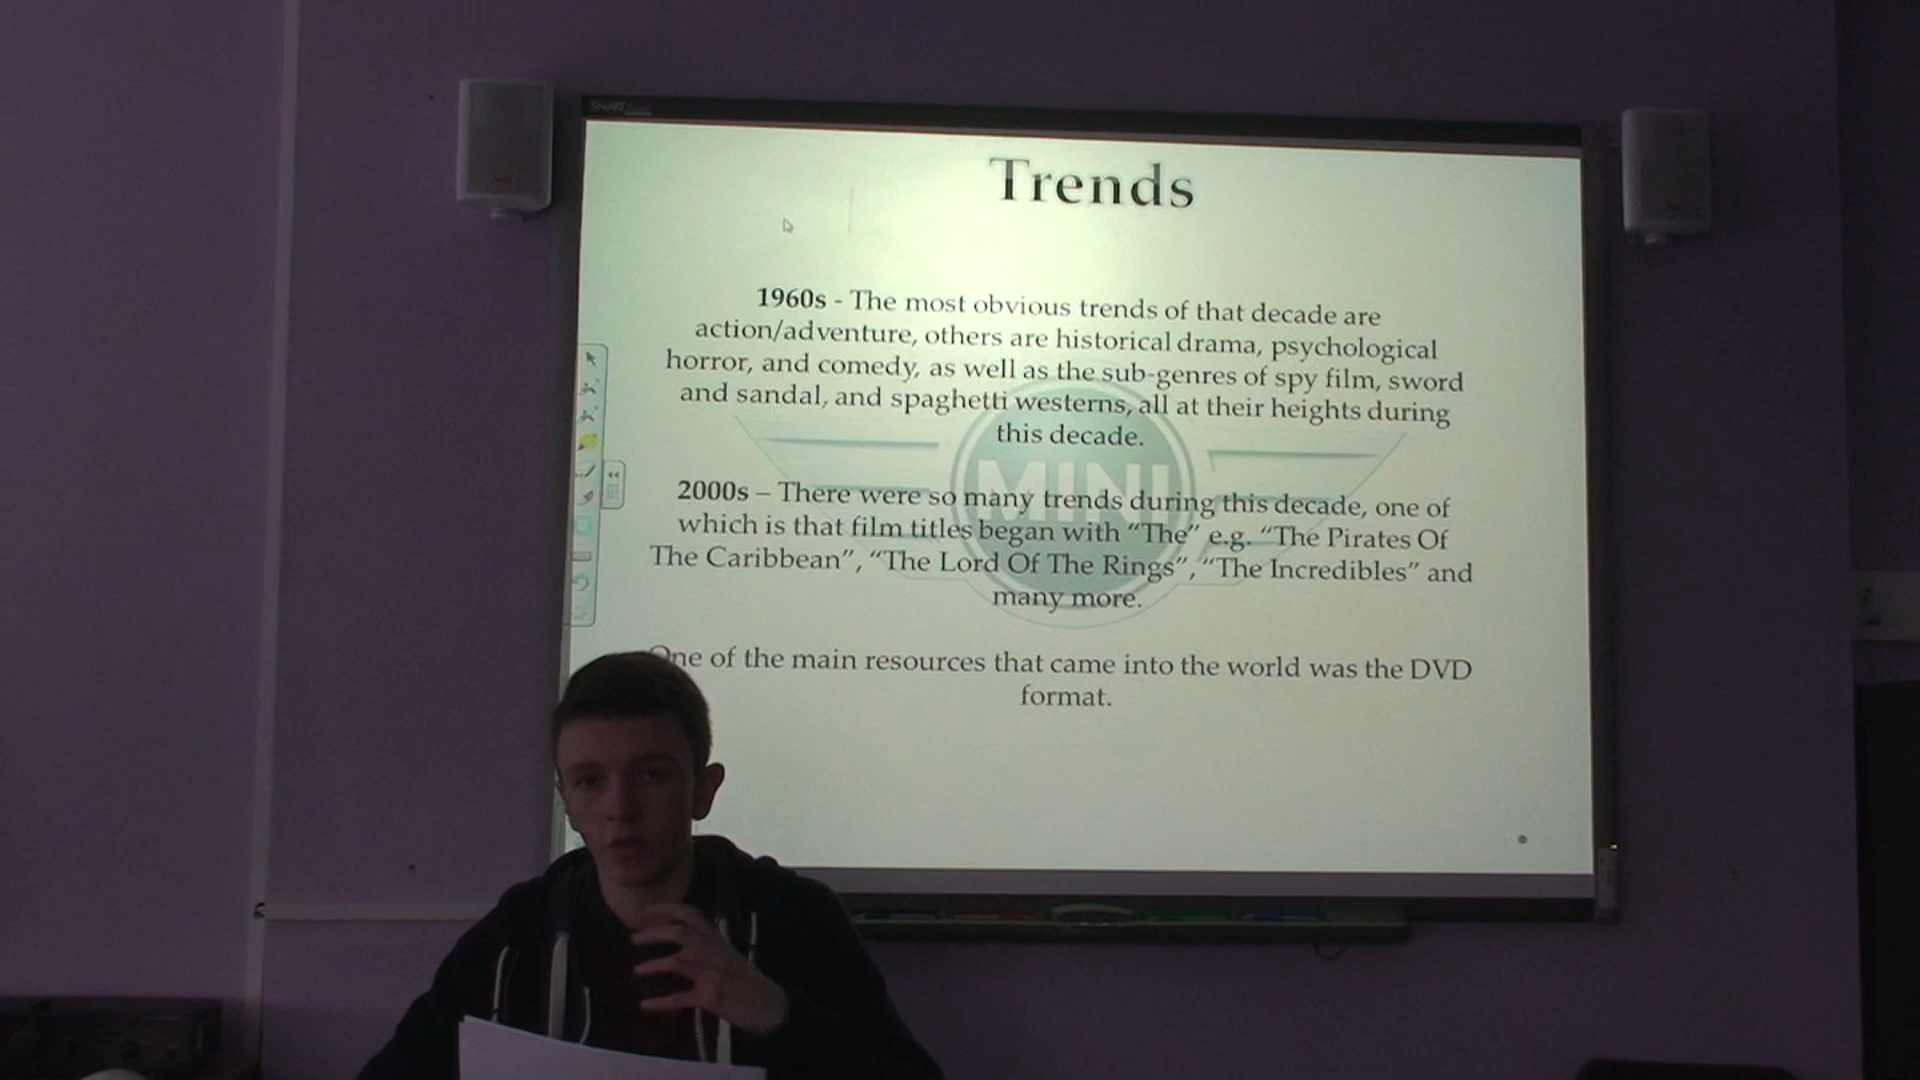 SMART Board
Trends
1960s - The most obvious trends of that decade are
action/adventure, others are historical drama, psychological
horror, and comedy, as well as the sub-genres of spy film, sword
and sandal, and spaghetti westerns, all at their heights during
this decade.
MINI
2000s – There were so many trends during this decade, one of
which is that film titles began with “The” e.g. “The Pirates Of
The Caribbean”, “The Lord Of The Rings”, “The Incredibles” and
many more.
One of the main resources that came into the world was the DVD
format.